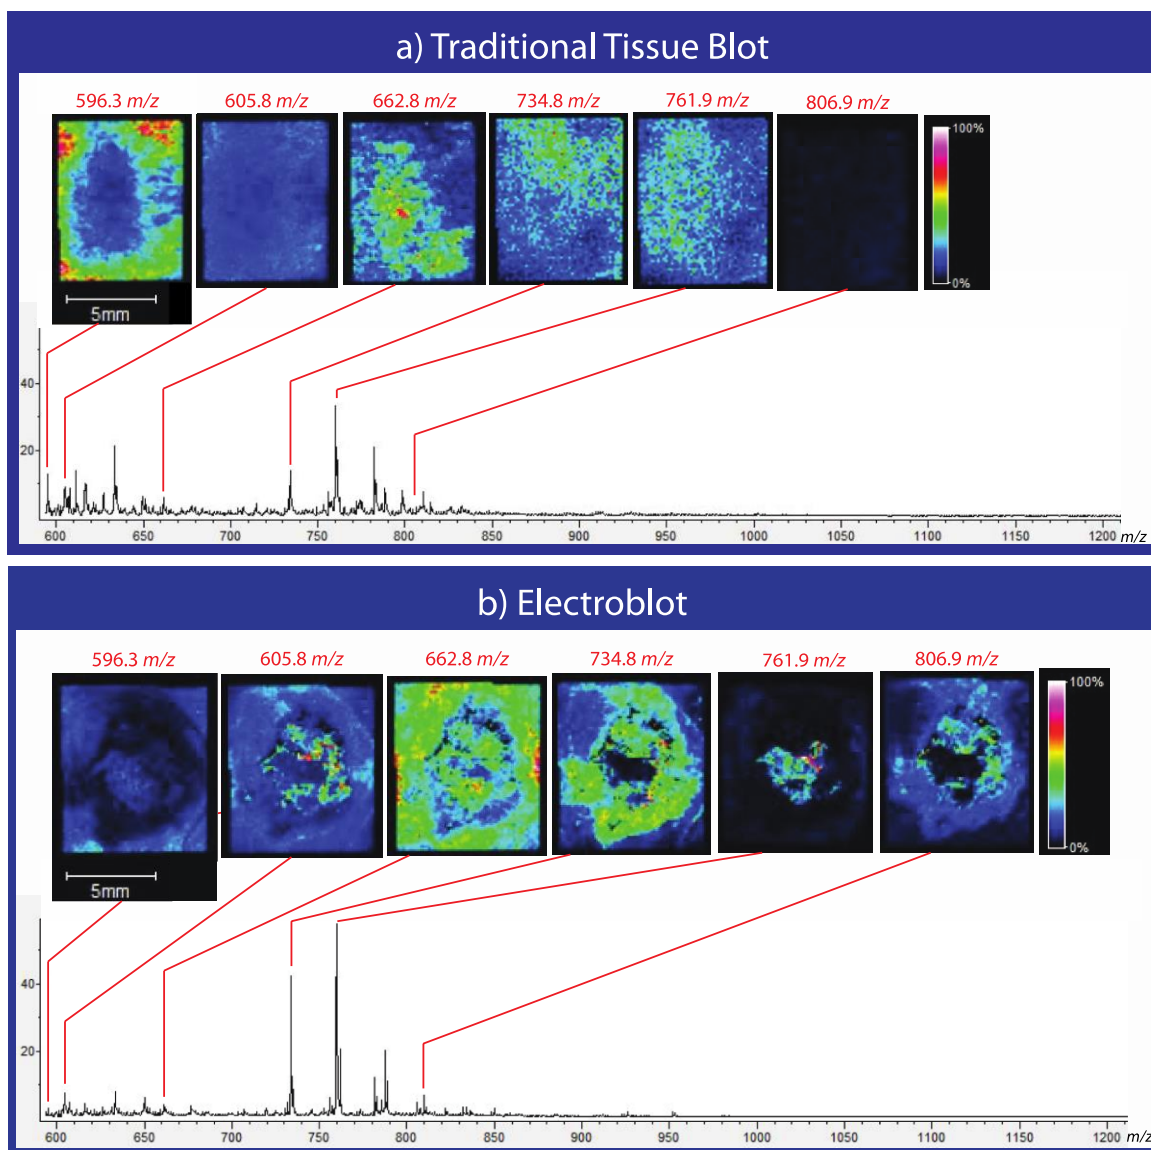 a) Traditional Tissue Blot
596.3 m/z 605.8 m/z 662.8 m/z 734.8 m/z 761.9 m/z 806.9 m/z
100%
0%
5mm
40
20
600 650 700 750 800 850 900 950 1000 1050 1100 1150 1200 m/z
b) Electroblot
596.3 m/z 605.8 m/z 662.8 m/z 734.8 m/z 761.9 m/z 806.9 m/z
100%
0%
5mm
40
20
600 650 700 750 800 850 900 950 1000 1050 1100 1150 1200 m/z